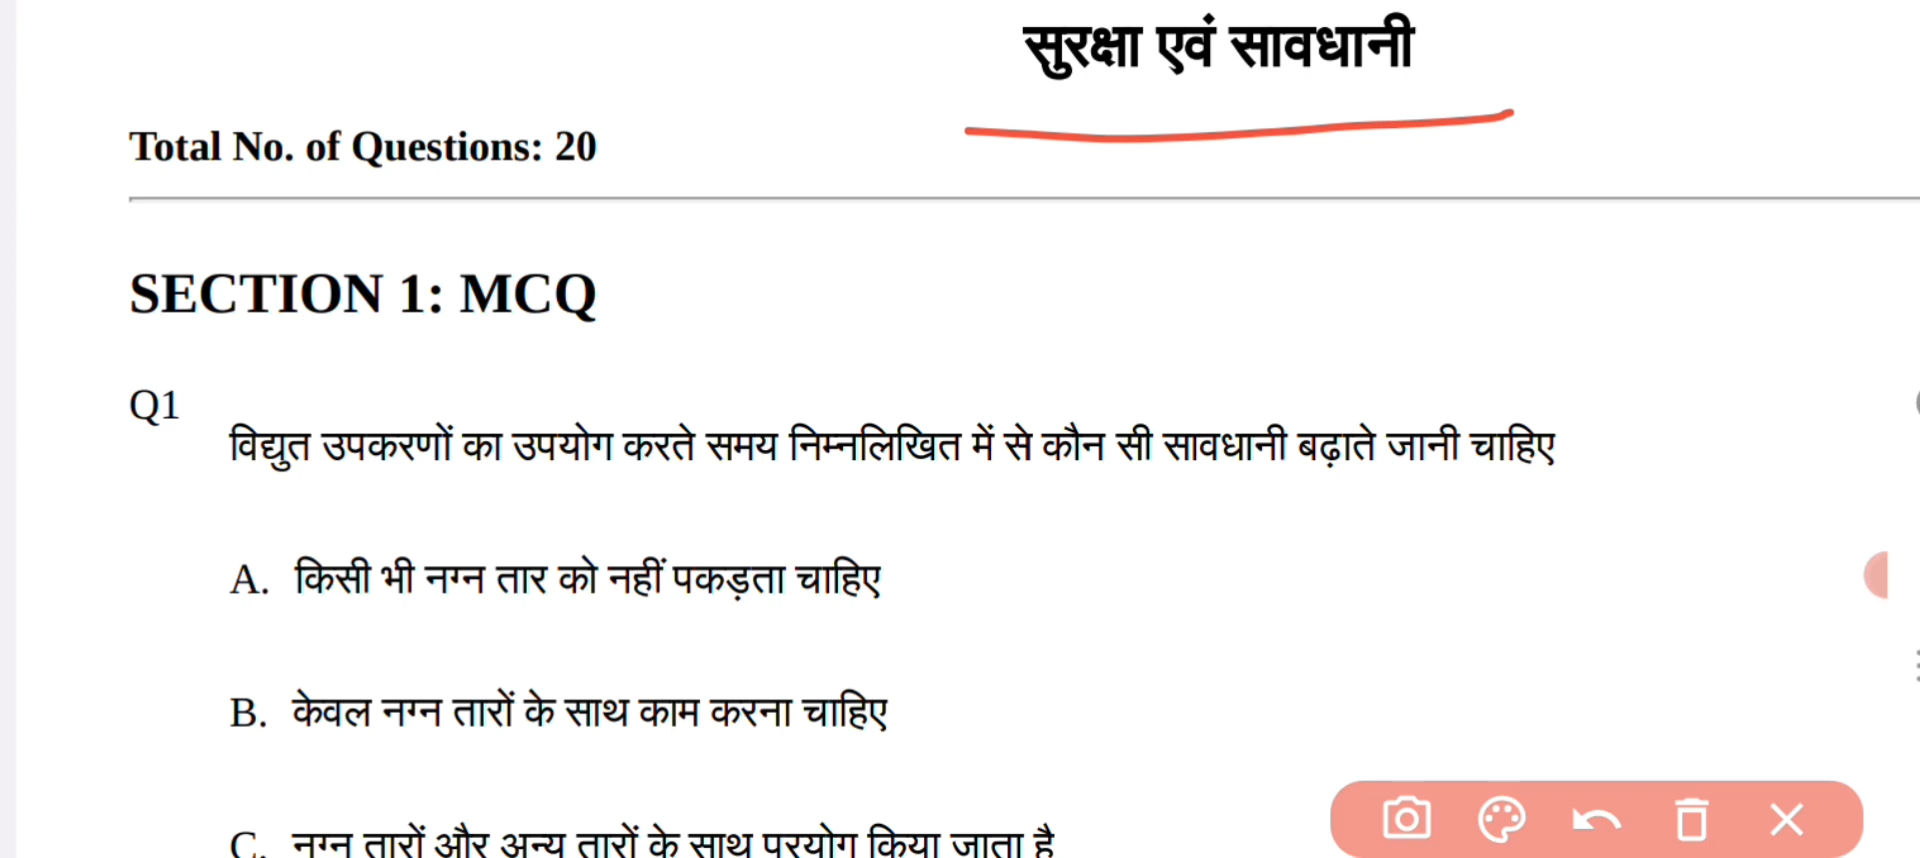 सुरक्षा एवं सावधानी
Total No. of Questions: 20
SECTION 1: MCQ
Q1
विद्युत उपकरणों का उपयोग करते समय निम्नलिखित में से कौन सी सावधानी बढ़ाते जानी चाहिए
A. किसी भी नग्न तार को नहीं पकड़ता चाहिए
B. केवल नग्न तारों के साथ काम करना चाहिए
C. नग्न तारों और अन्य तारों के साथ प्रयोग किया जाता है